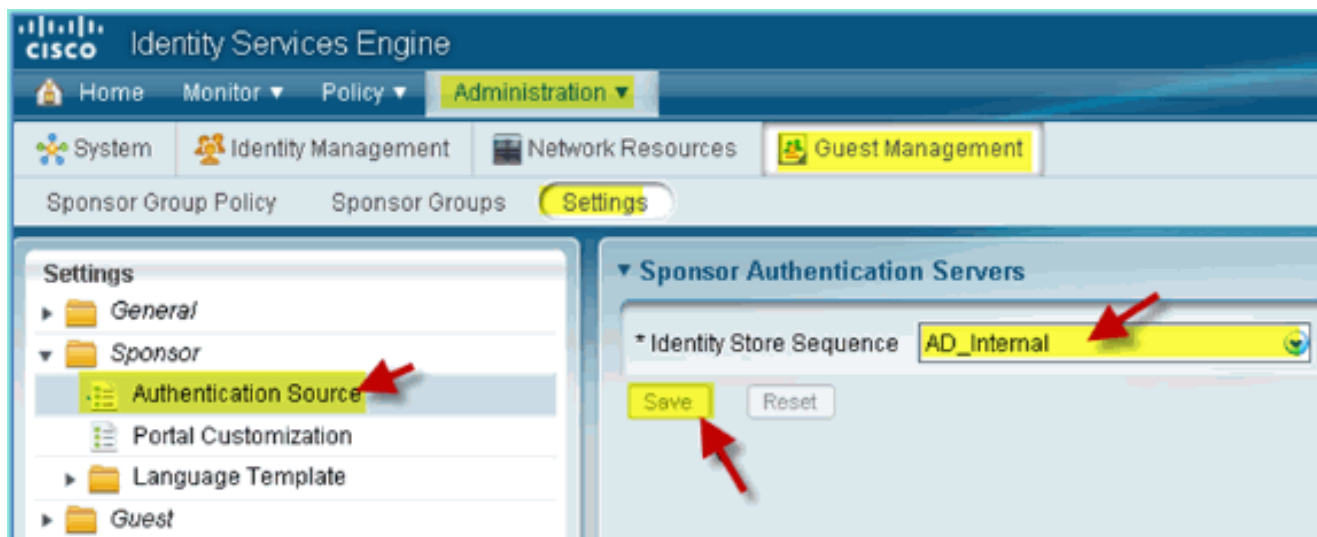 CISCO Identity Services Engine
Home Monitor Policy Administration
System Identity Management Network Resources Guest Management
Sponsor Group Policy Sponsor Groups Settings
Settings
General
Sponsor
Authentication Source
Portal Customization
Language Template
Guest
Sponsor Authentication Servers
* Identity Store Sequence AD_Internal
Save Reset